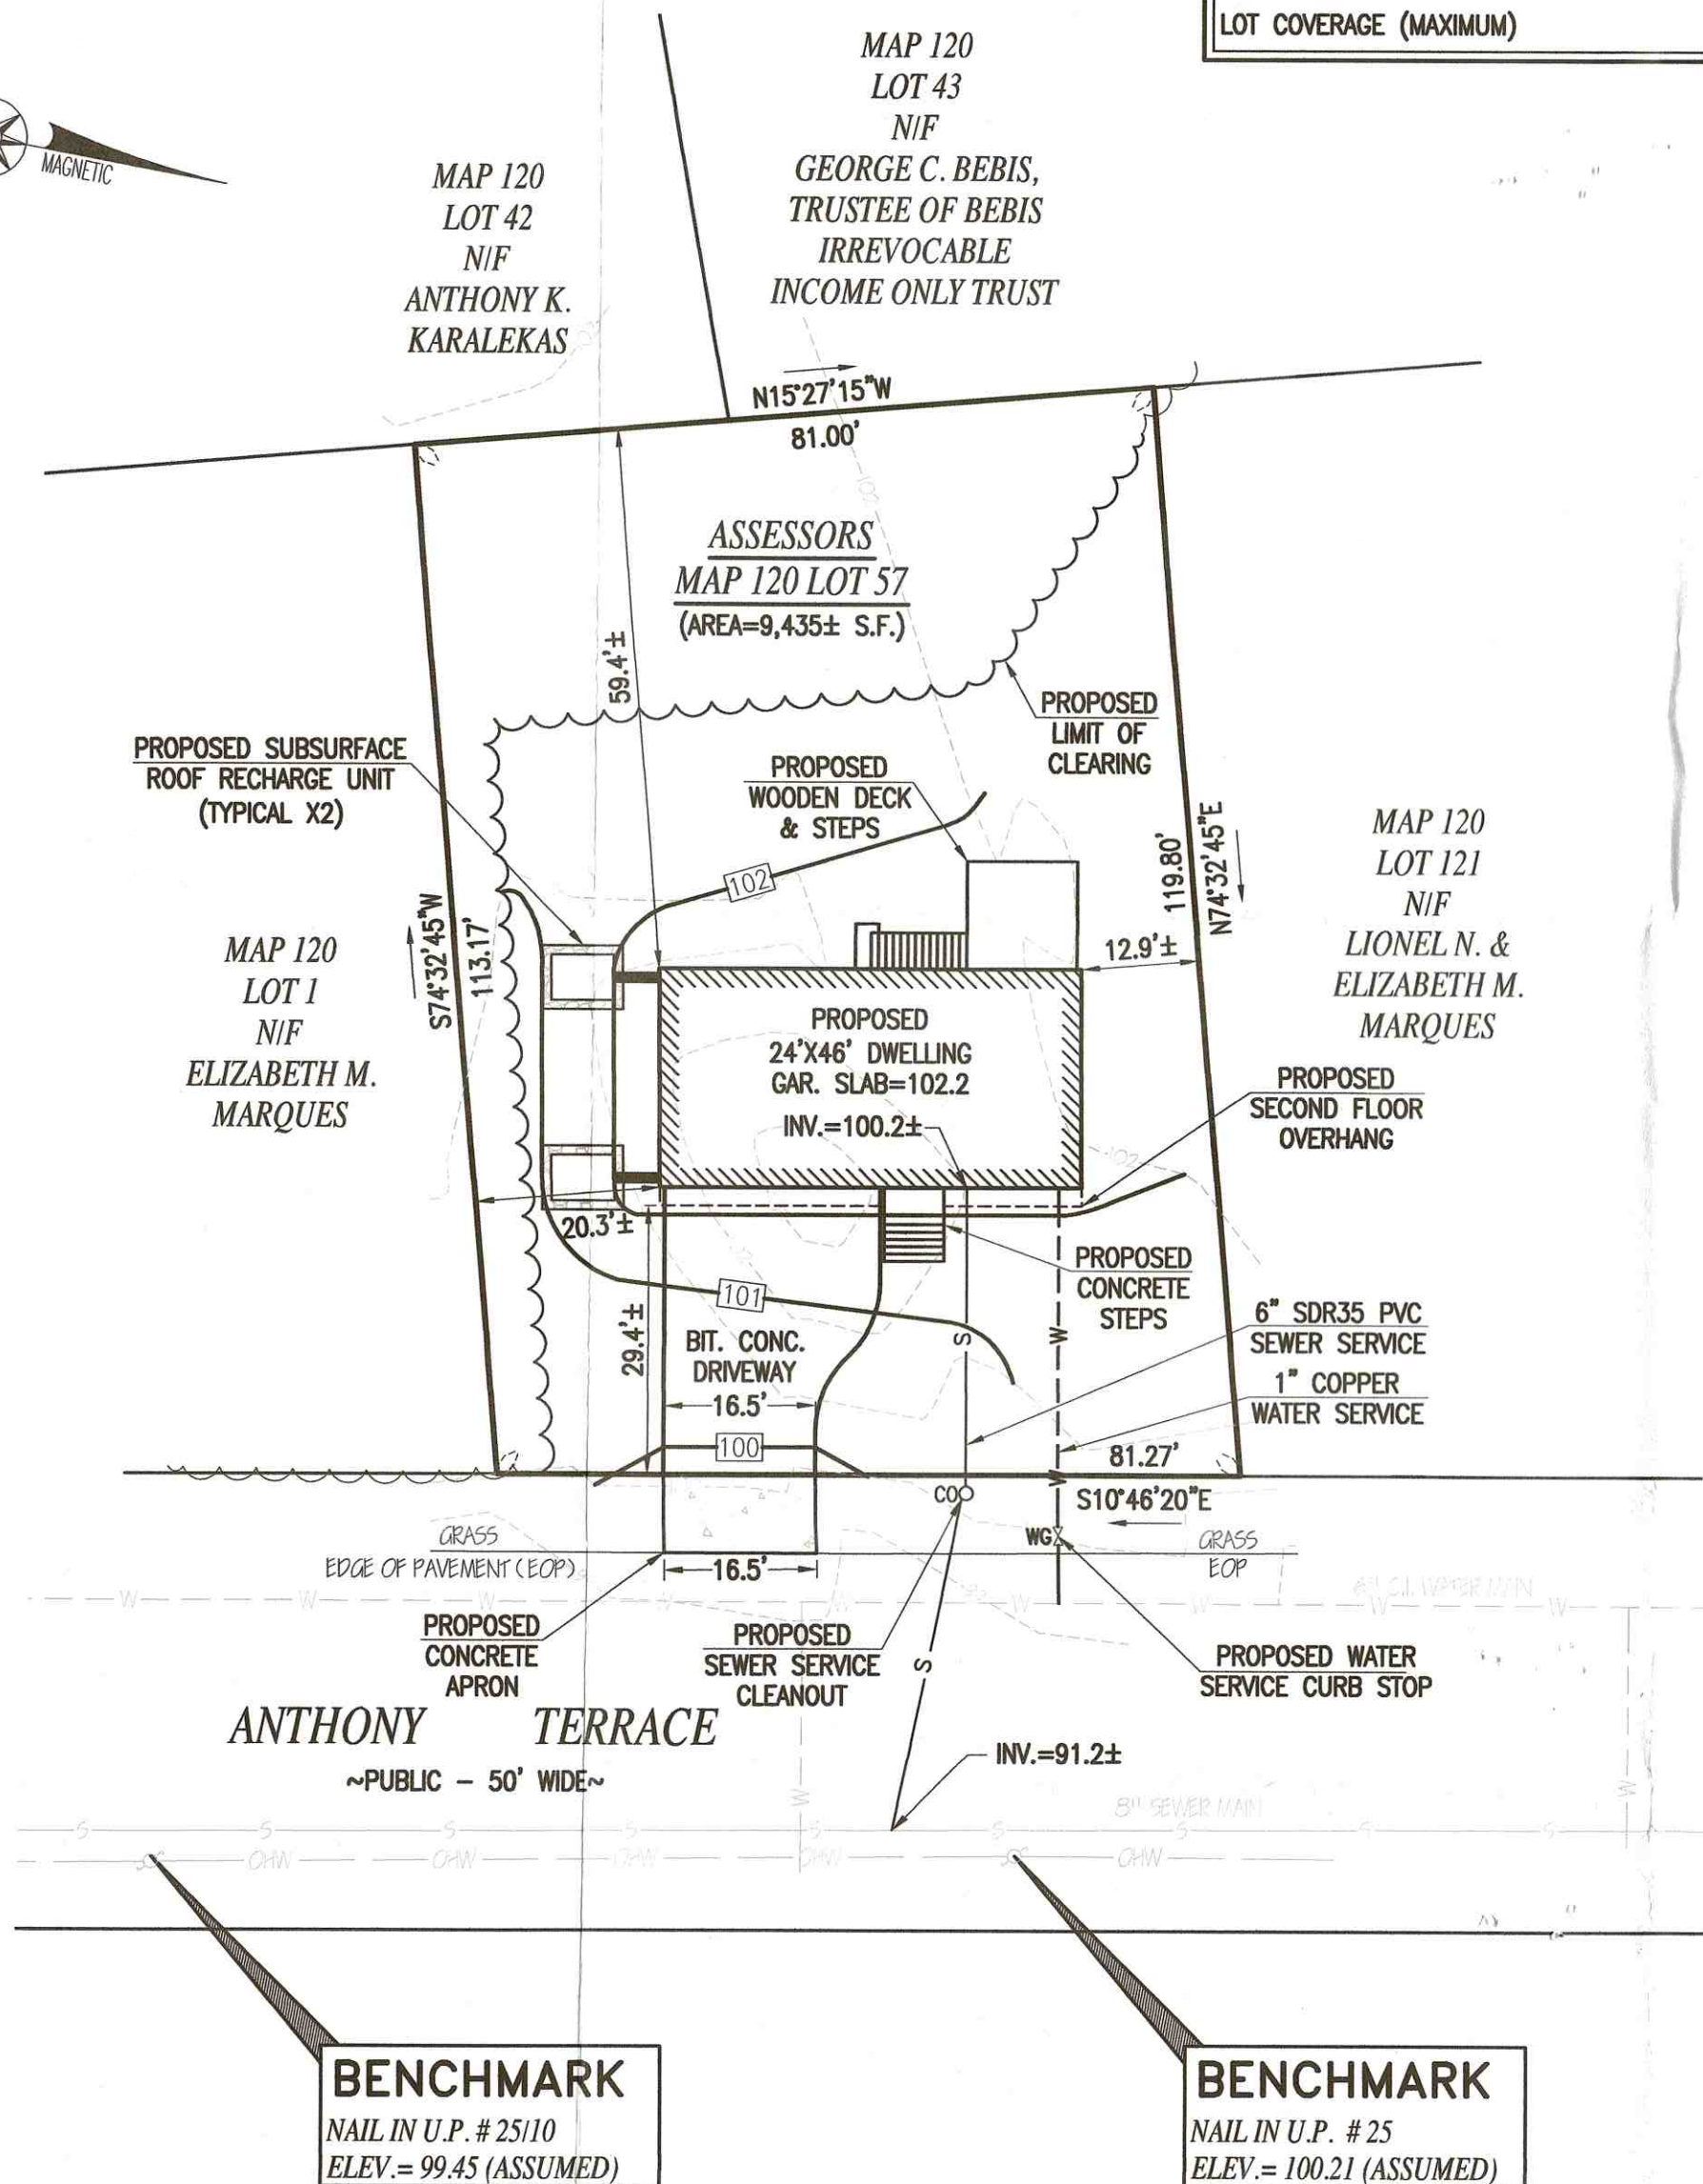 LOT COVERAGE (MAXIMUM)
MAGNETIC
MAP 120
LOT 42
N/F
ANTHONY K.
KARALEKAS
MAP 120
LOT 43
N/F
GEORGE C. BEBIS,
TRUSTEE OF BEBIS
IRREVOCABLE
INCOME ONLY TRUST
N15°27'15"W
81.00'
ASSESSORS
MAP 120 LOT 57
(AREA=9,435± S.F.)
59.4'±
PROPOSED
LIMIT OF
CLEARING
PROPOSED SUBSURFACE
ROOF RECHARGE UNIT
(TYPICAL X2)
PROPOSED
WOODEN DECK
& STEPS
102
S74°32'45"W
113.17'
119.80'
N74°32'45"E
MAP 120
LOT 121
N/F
LIONEL N. &
ELIZABETH M.
MARQUES
MAP 120
LOT 1
N/F
ELIZABETH M.
MARQUES
12.9'±
PROPOSED
24'X46' DWELLING
GAR. SLAB=102.2
INV.=100.2±
PROPOSED
SECOND FLOOR
OVERHANG
102
20.3'±
29.4'±
101
PROPOSED
CONCRETE
STEPS
BIT. CONC.
DRIVEWAY
16.5'
100
S
W
6" SDR35 PVC
SEWER SERVICE
1" COPPER
WATER SERVICE
81.27'
S10°46'20"E
CO
WG
GRASS
EDGE OF PAVEMENT (EOP)
16.5'
GRASS
EOP
6" C.I. WATER MAIN
W W W W W W W W
PROPOSED
CONCRETE
APRON
PROPOSED
SEWER SERVICE
CLEANOUT
S
PROPOSED WATER
SERVICE CURB STOP
ANTHONY TERRACE
~PUBLIC - 50' WIDE~
INV.=91.2±
W
W
8" SEWER MAIN
S S S S S S S S S
OHW OHW OHW OHW OHW
BENCHMARK
NAIL IN U.P. # 25/10
ELEV.= 99.45 (ASSUMED)
BENCHMARK
NAIL IN U.P. # 25
ELEV.= 100.21 (ASSUMED)